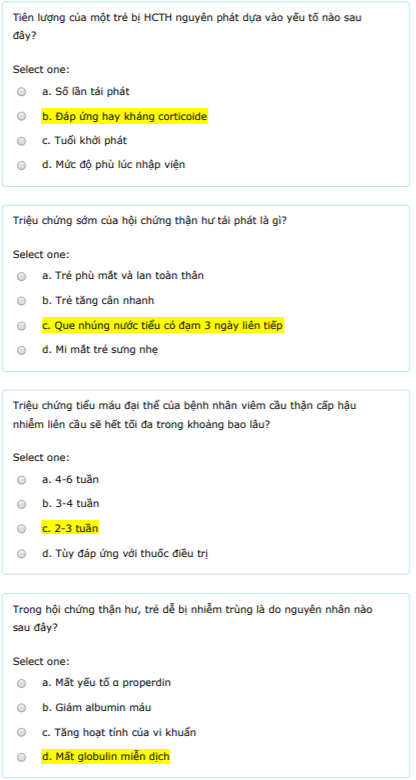 Tiên lượng của một trẻ bị HCTH nguyên phát dựa vào yếu tố nào sau
đây?
Select one:
a. Số lần tái phát
b. Đáp ứng hay kháng corticoide
c. Tuổi khởi phát
d. Mức độ phù lúc nhập viện
Triệu chứng sớm của hội chứng thận hư tái phát là gì?
Select one:
a. Trẻ phù mắt và lan toàn thân
b. Trẻ tăng cân nhanh
c. Que nhúng nước tiểu có đạm 3 ngày liên tiếp
d. Mi mắt trẻ sưng nhẹ
Triệu chứng tiểu máu đại thể của bệnh nhân viêm cầu thận cấp hậu
nhiễm liên cầu sẽ hết tối đa trong khoảng bao lâu?
Select one:
a. 4-6 tuần
b. 3-4 tuần
c. 2-3 tuần
d. Tùy đáp ứng với thuốc điều trị
Trong hội chứng thận hư, trẻ dễ bị nhiễm trùng là do nguyên nhân nào
sau đây?
Select one:
a. Mất yếu tố α properdin
b. Giảm albumin máu
c. Tăng hoạt tính của vi khuẩn
d. Mất globulin miễn dịch